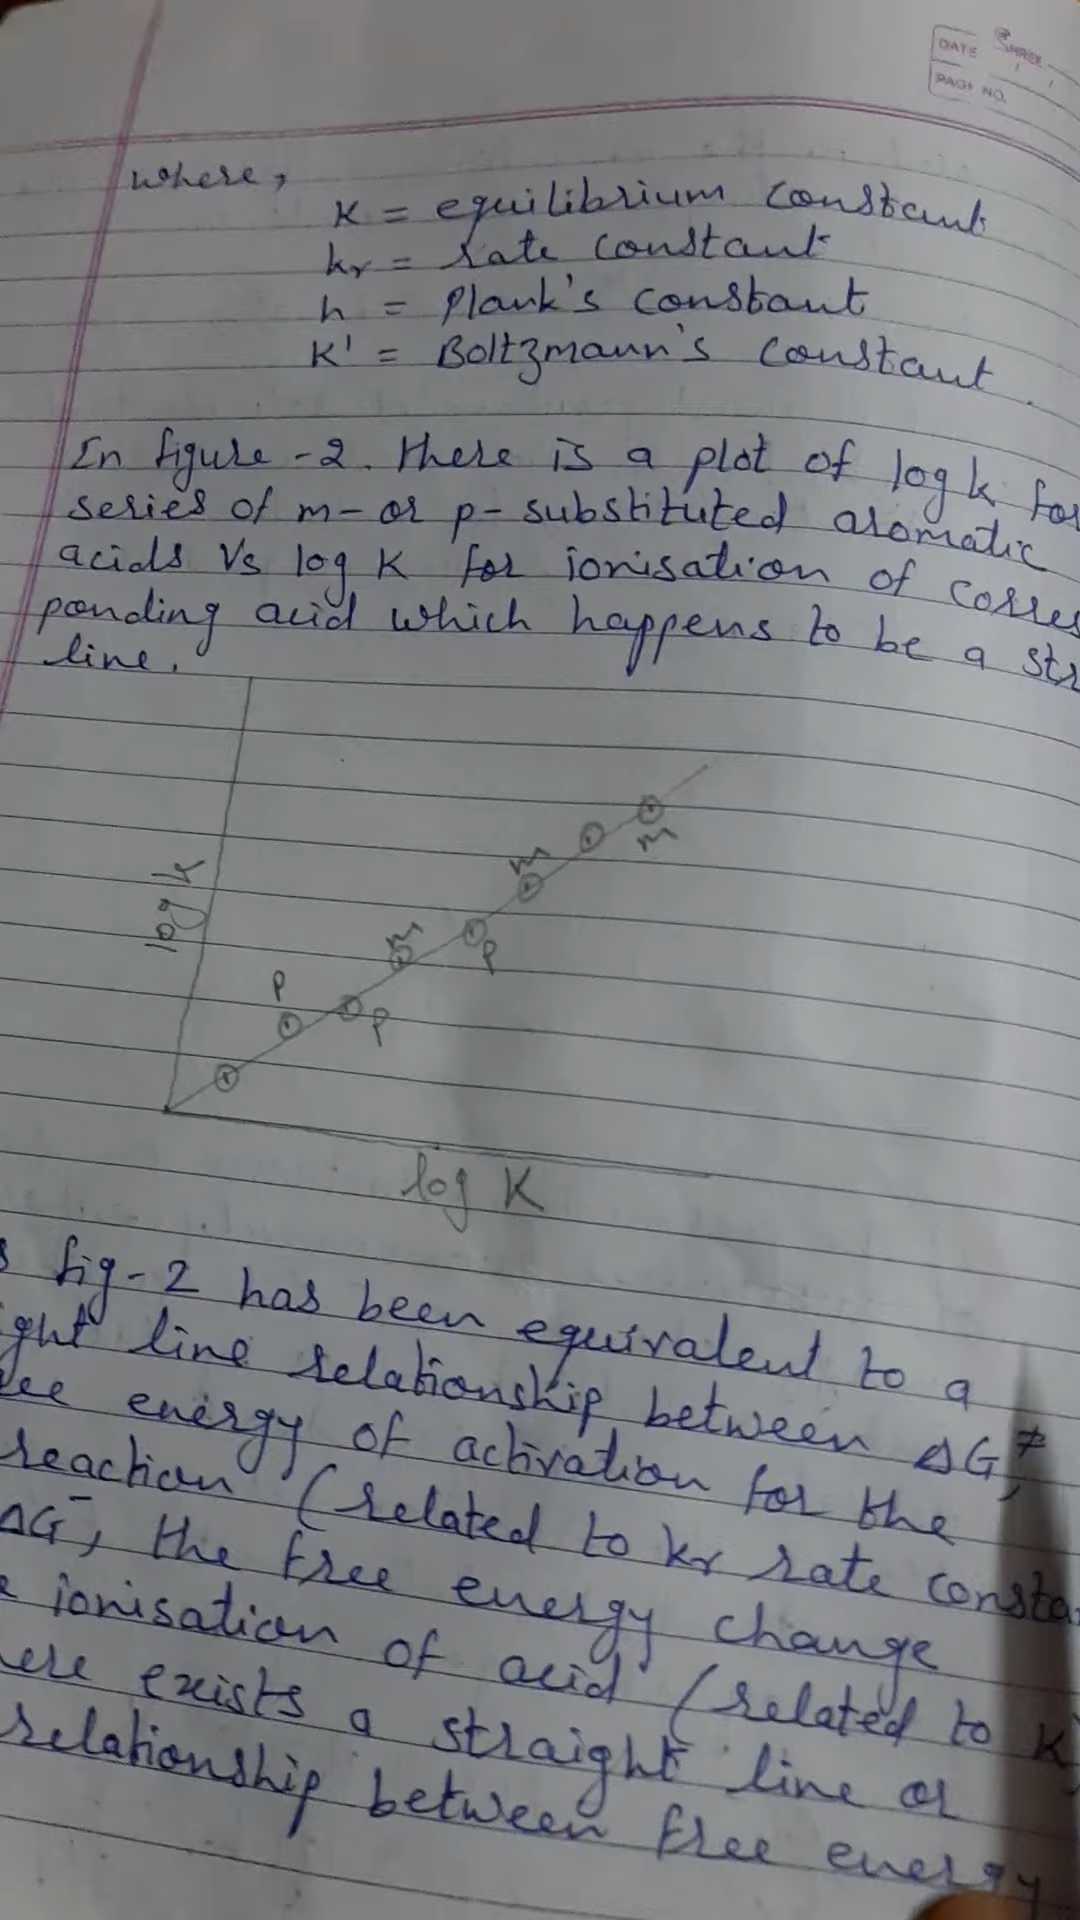 DATE
PAGE NO.
where,
K = equilibrium constant
kr = rate constant
h = Plank's constant
K' = Boltzmann's constant
In figure -2. there is a plot of log k for
series of m- or p- substituted aromatic
acids Vs log K for ionisation of corres
ponding acid which happens to be a str
line.
log k
m
m
m
p
p
p
log K
fig-2 has been equivalent to a
ght line relationship between ΔG≠,
ee energy of activation for the
reaction (related to kr rate consta
ΔG‾, the free energy change
ionisation of acid (related to K
ere exists a straight line or
relationship between free energy